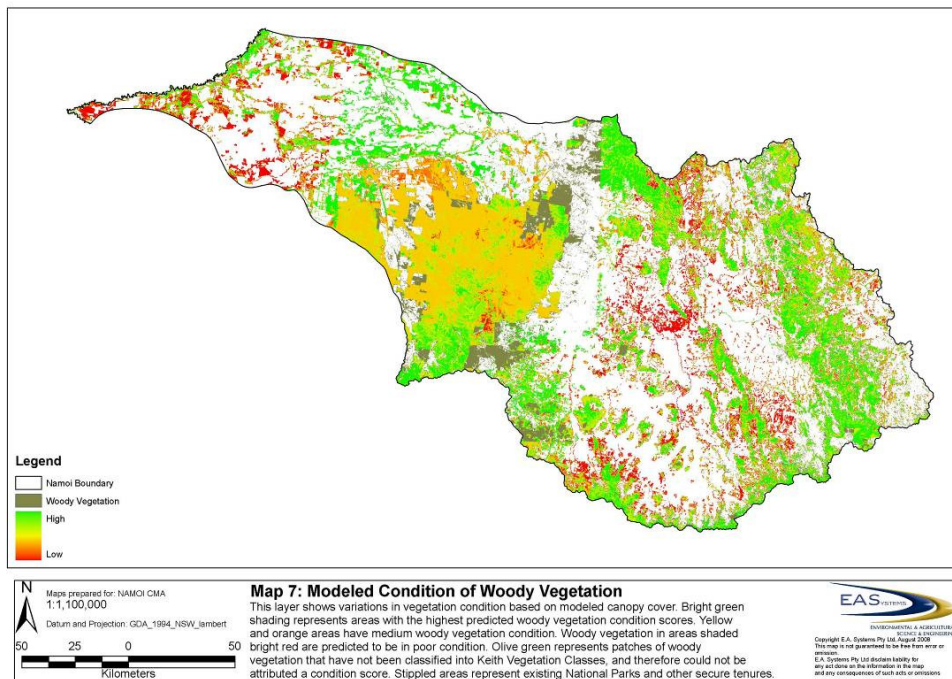 Legend
Namoi Boundary
Woody Vegetation
High
Low
N
Maps prepared for: NAMOI CMA
1:1,100,000
Datum and Projection: GDA_1994_NSW_lambert
50 25 0 50
Kilometers
Map 7: Modeled Condition of Woody Vegetation
This layer shows variations in vegetation condition based on modeled canopy cover. Bright green
shading represents areas with the highest predicted woody vegetation condition scores. Yellow
and orange areas have medium woody vegetation condition. Woody vegetation in areas shaded
bright red are predicted to be in poor condition. Olive green represents patches of woody
vegetation that have not been classified into Keith Vegetation Classes, and therefore could not be
attributed a condition score. Stippled areas represent existing National Parks and other secure tenures.
EASYSTEMS
ENVIRONMENTAL & AGRICULTURAL
SCIENCE & ENGINEERING
Copyright E.A. Systems Pty Ltd, August 2008
This map is not guaranteed to be free from error or
omission.
E.A. Systems Pty Ltd disclaim liability for
any act done on the information in the map
and any consequences of such acts or omissions